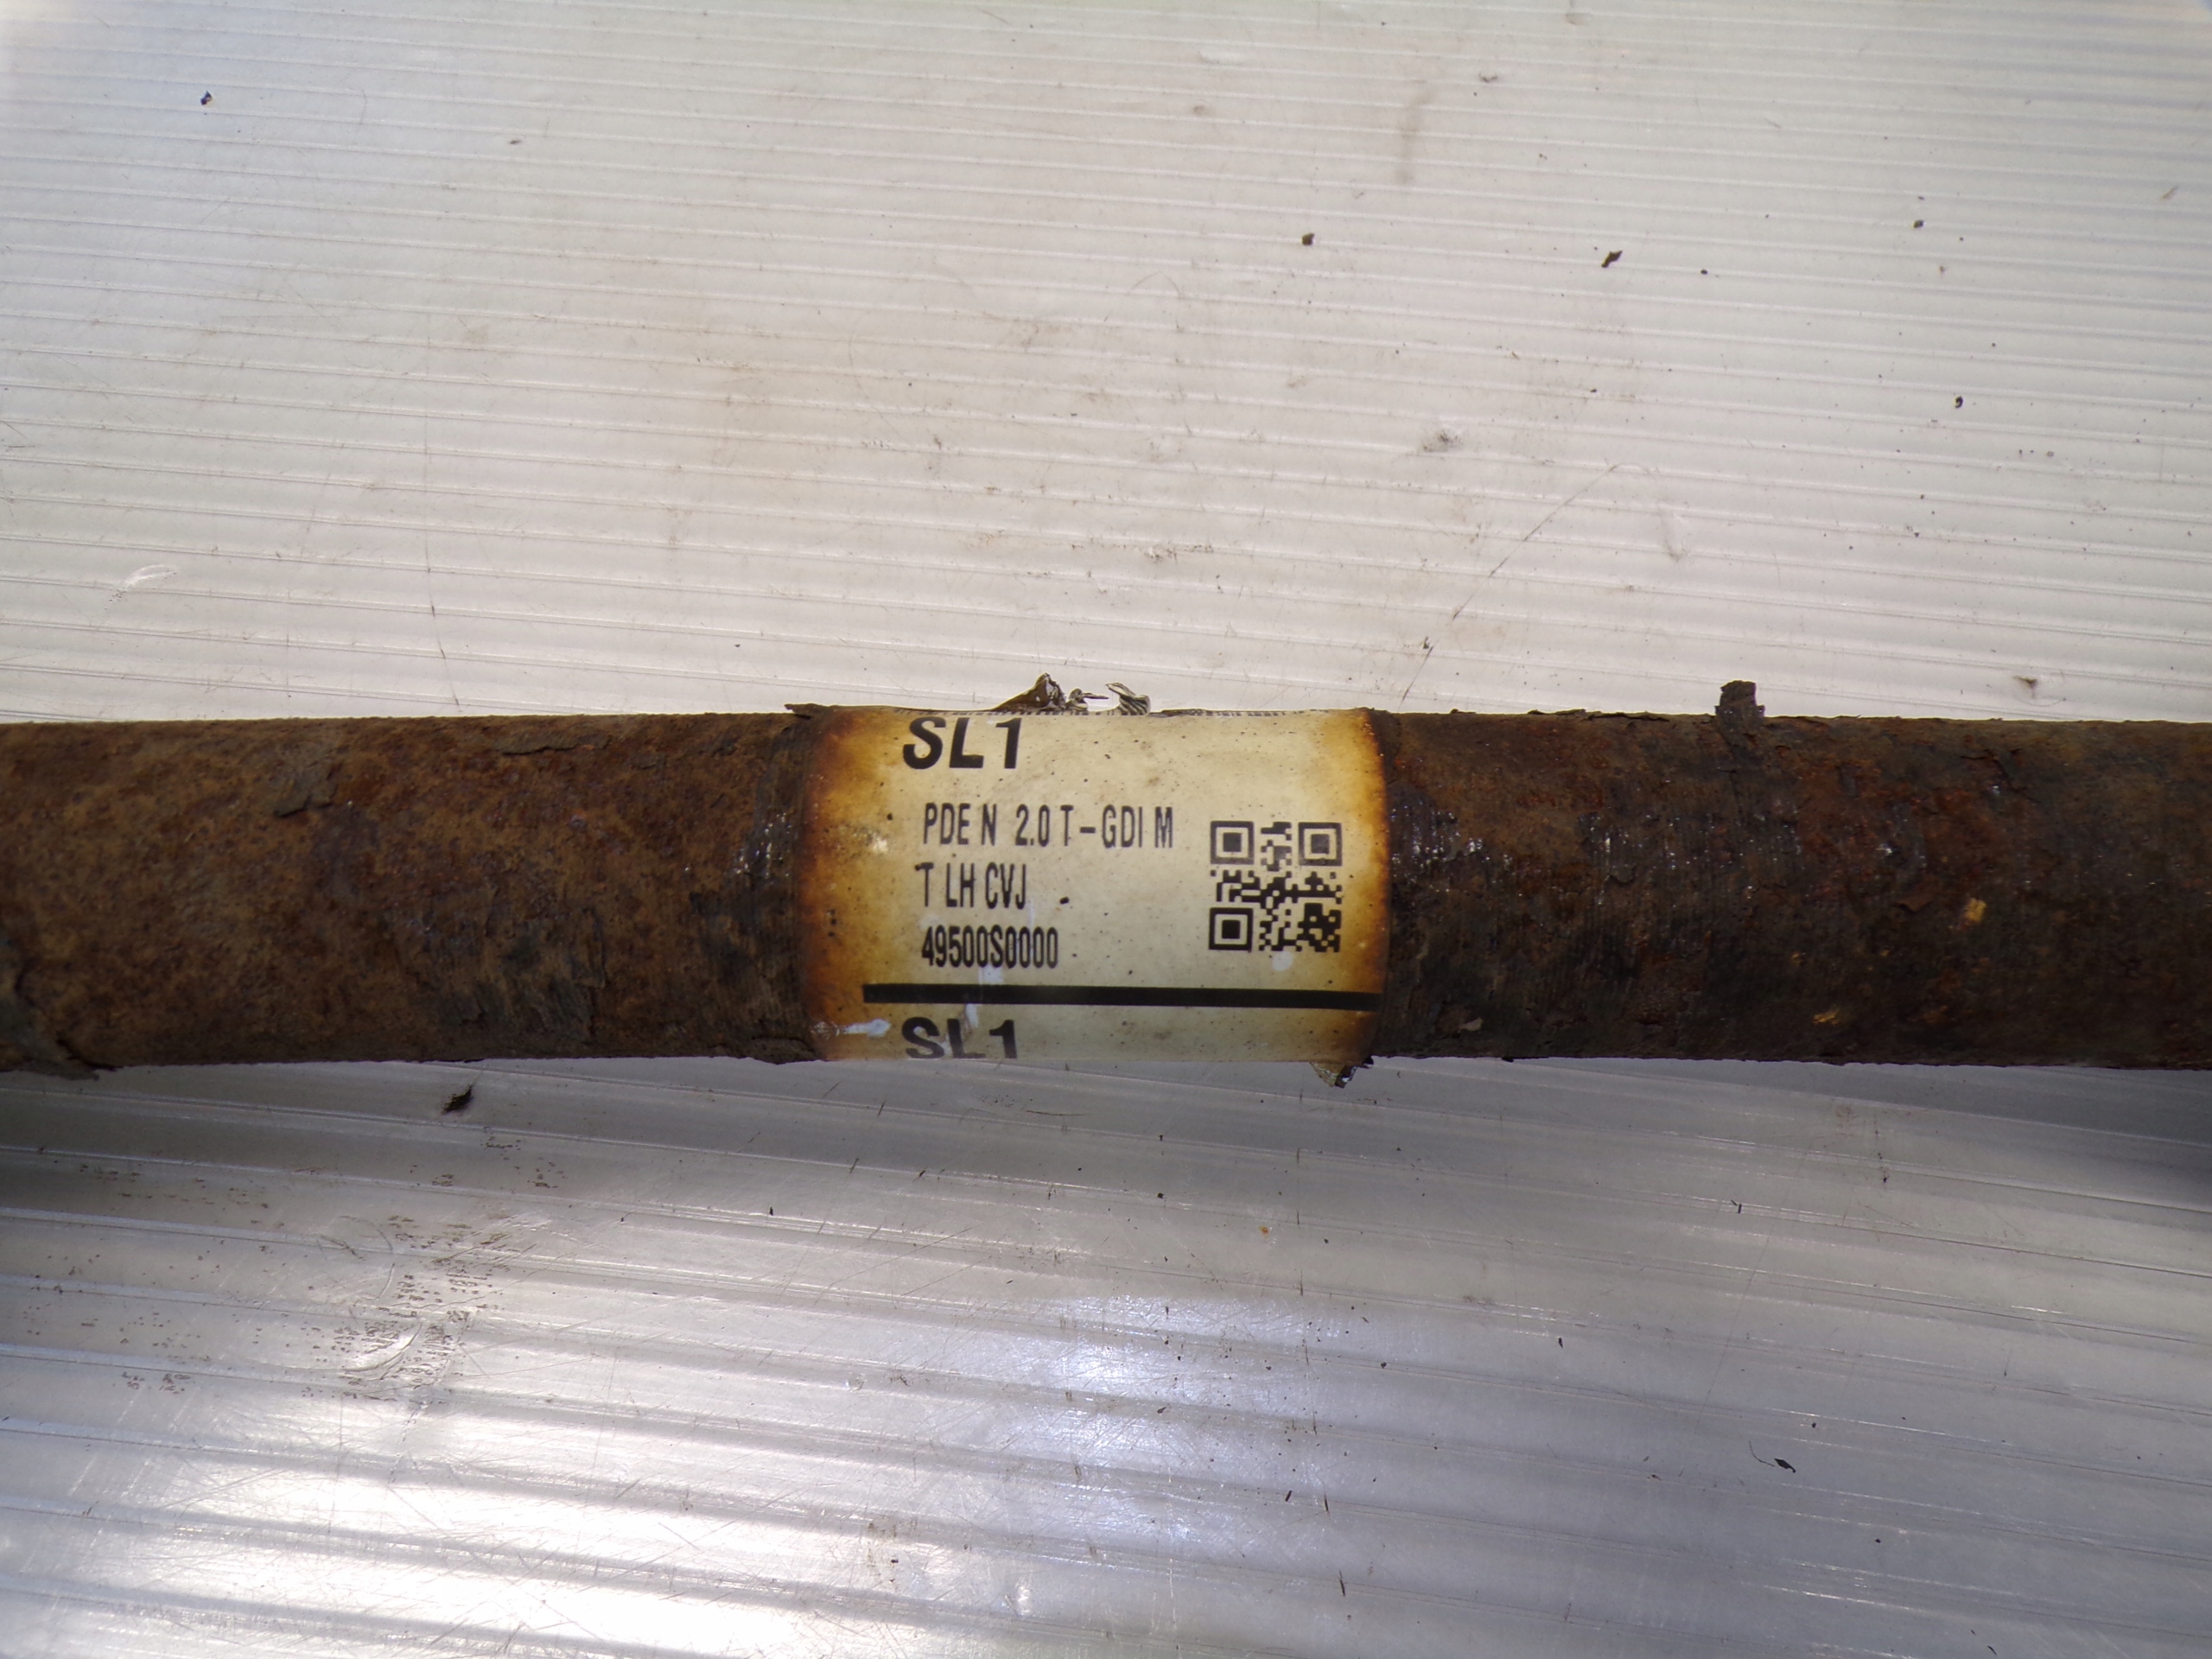 SL1
PDE N 2.0 T-GDI M
T LH CVJ
49500S0000
SL1